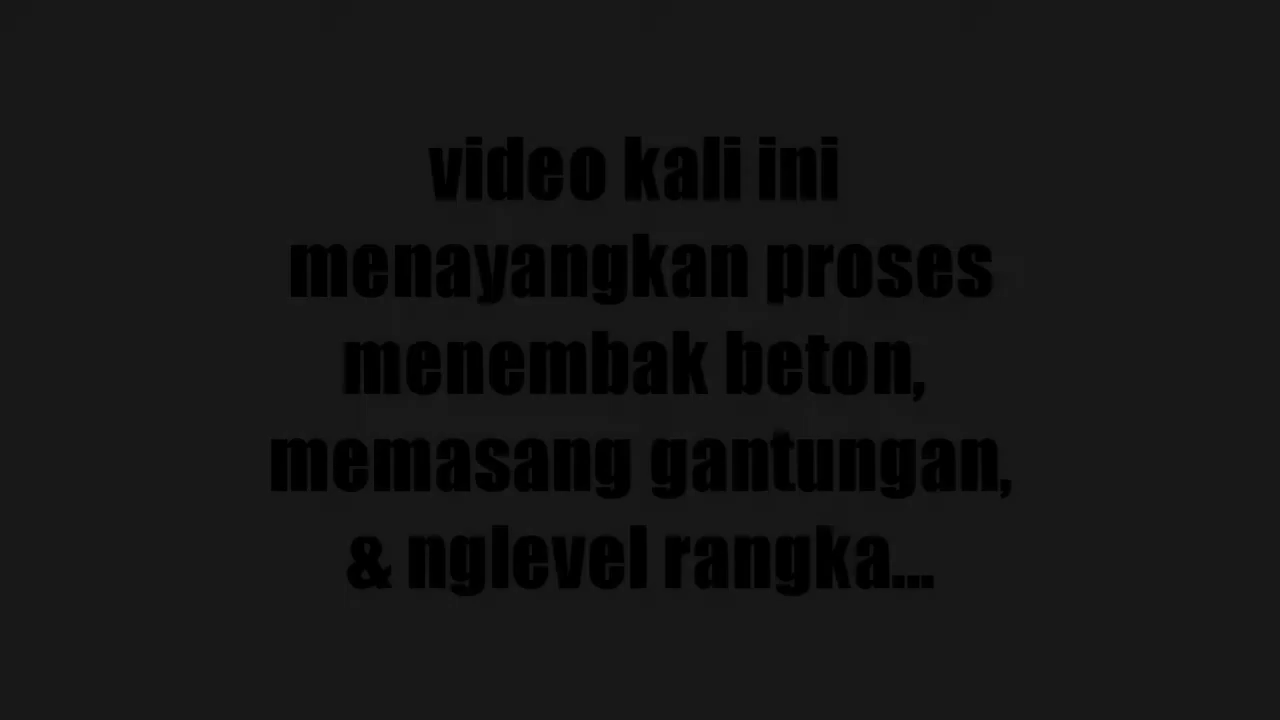 video kali ini
menayangkan proses
menembak beton,
memasang gantungan,
& nglevel rangka...